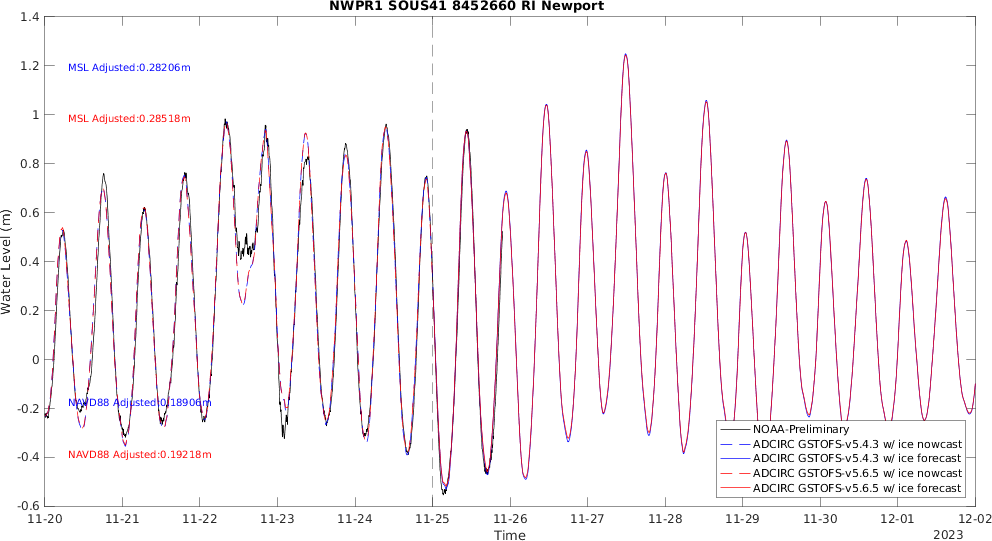 NWPR1 SOUS41 8452660 RI Newport
1.4
1.2
1
0.8
0.6
0.4
0.2
0
-0.2
-0.4
-0.6
Water Level (m)
MSL Adjusted:0.28206m
MSL Adjusted:0.28518m
NAVD88 Adjusted:0.18906m
NAVD88 Adjusted:0.19218m
NOAA-Preliminary
ADCIRC GSTOFS-v5.4.3 w/ ice nowcast
ADCIRC GSTOFS-v5.4.3 w/ ice forecast
ADCIRC GSTOFS-v5.6.5 w/ ice nowcast
ADCIRC GSTOFS-v5.6.5 w/ ice forecast
11-20 11-21 11-22 11-23 11-24 11-25 11-26 11-27 11-28 11-29 11-30 12-01 12-02
Time
2023